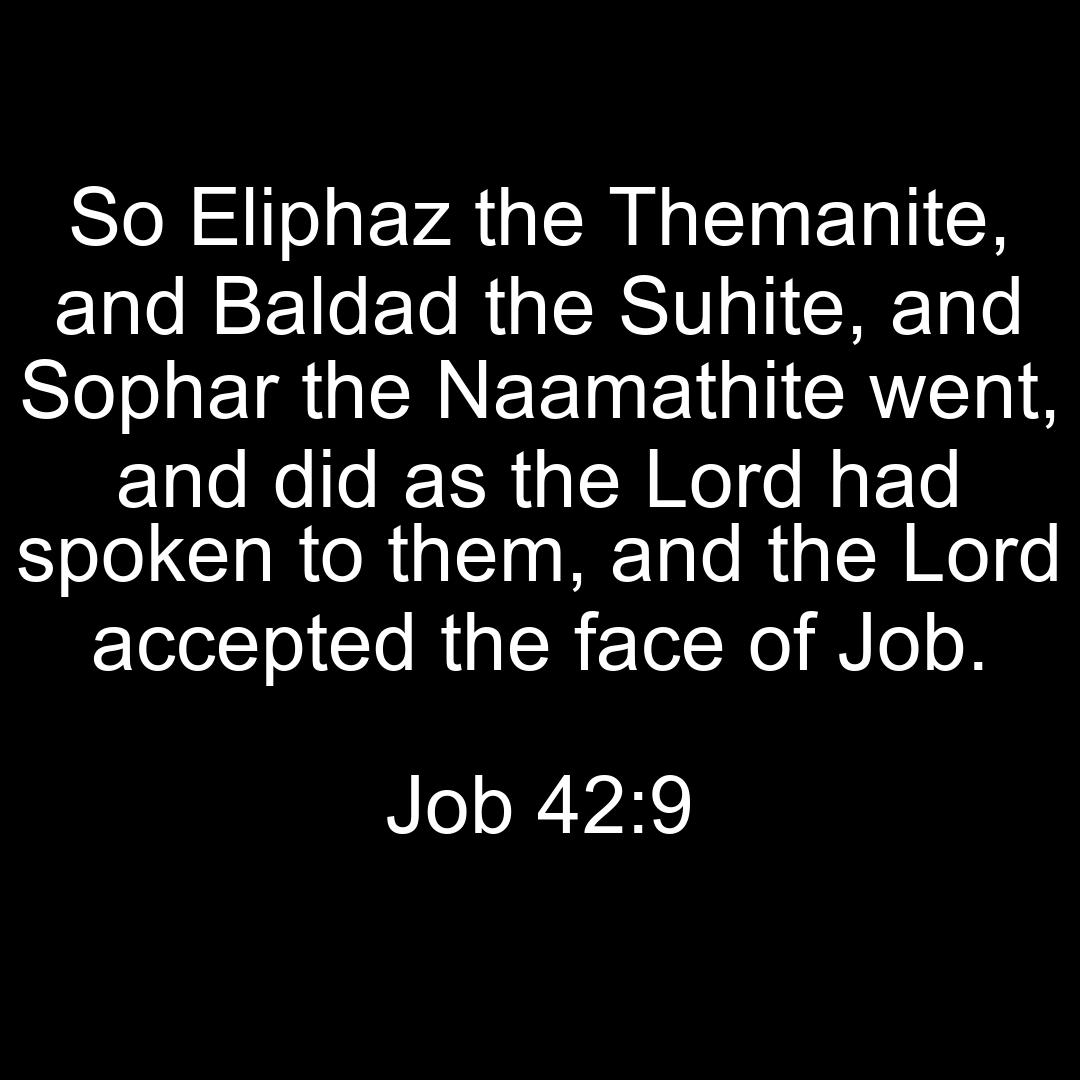 So Eliphaz the Themanite,
and Baldad the Suhite, and
Sophar the Naamathite went,
and did as the Lord had
spoken to them, and the Lord
accepted the face of Job.
Job 42:9